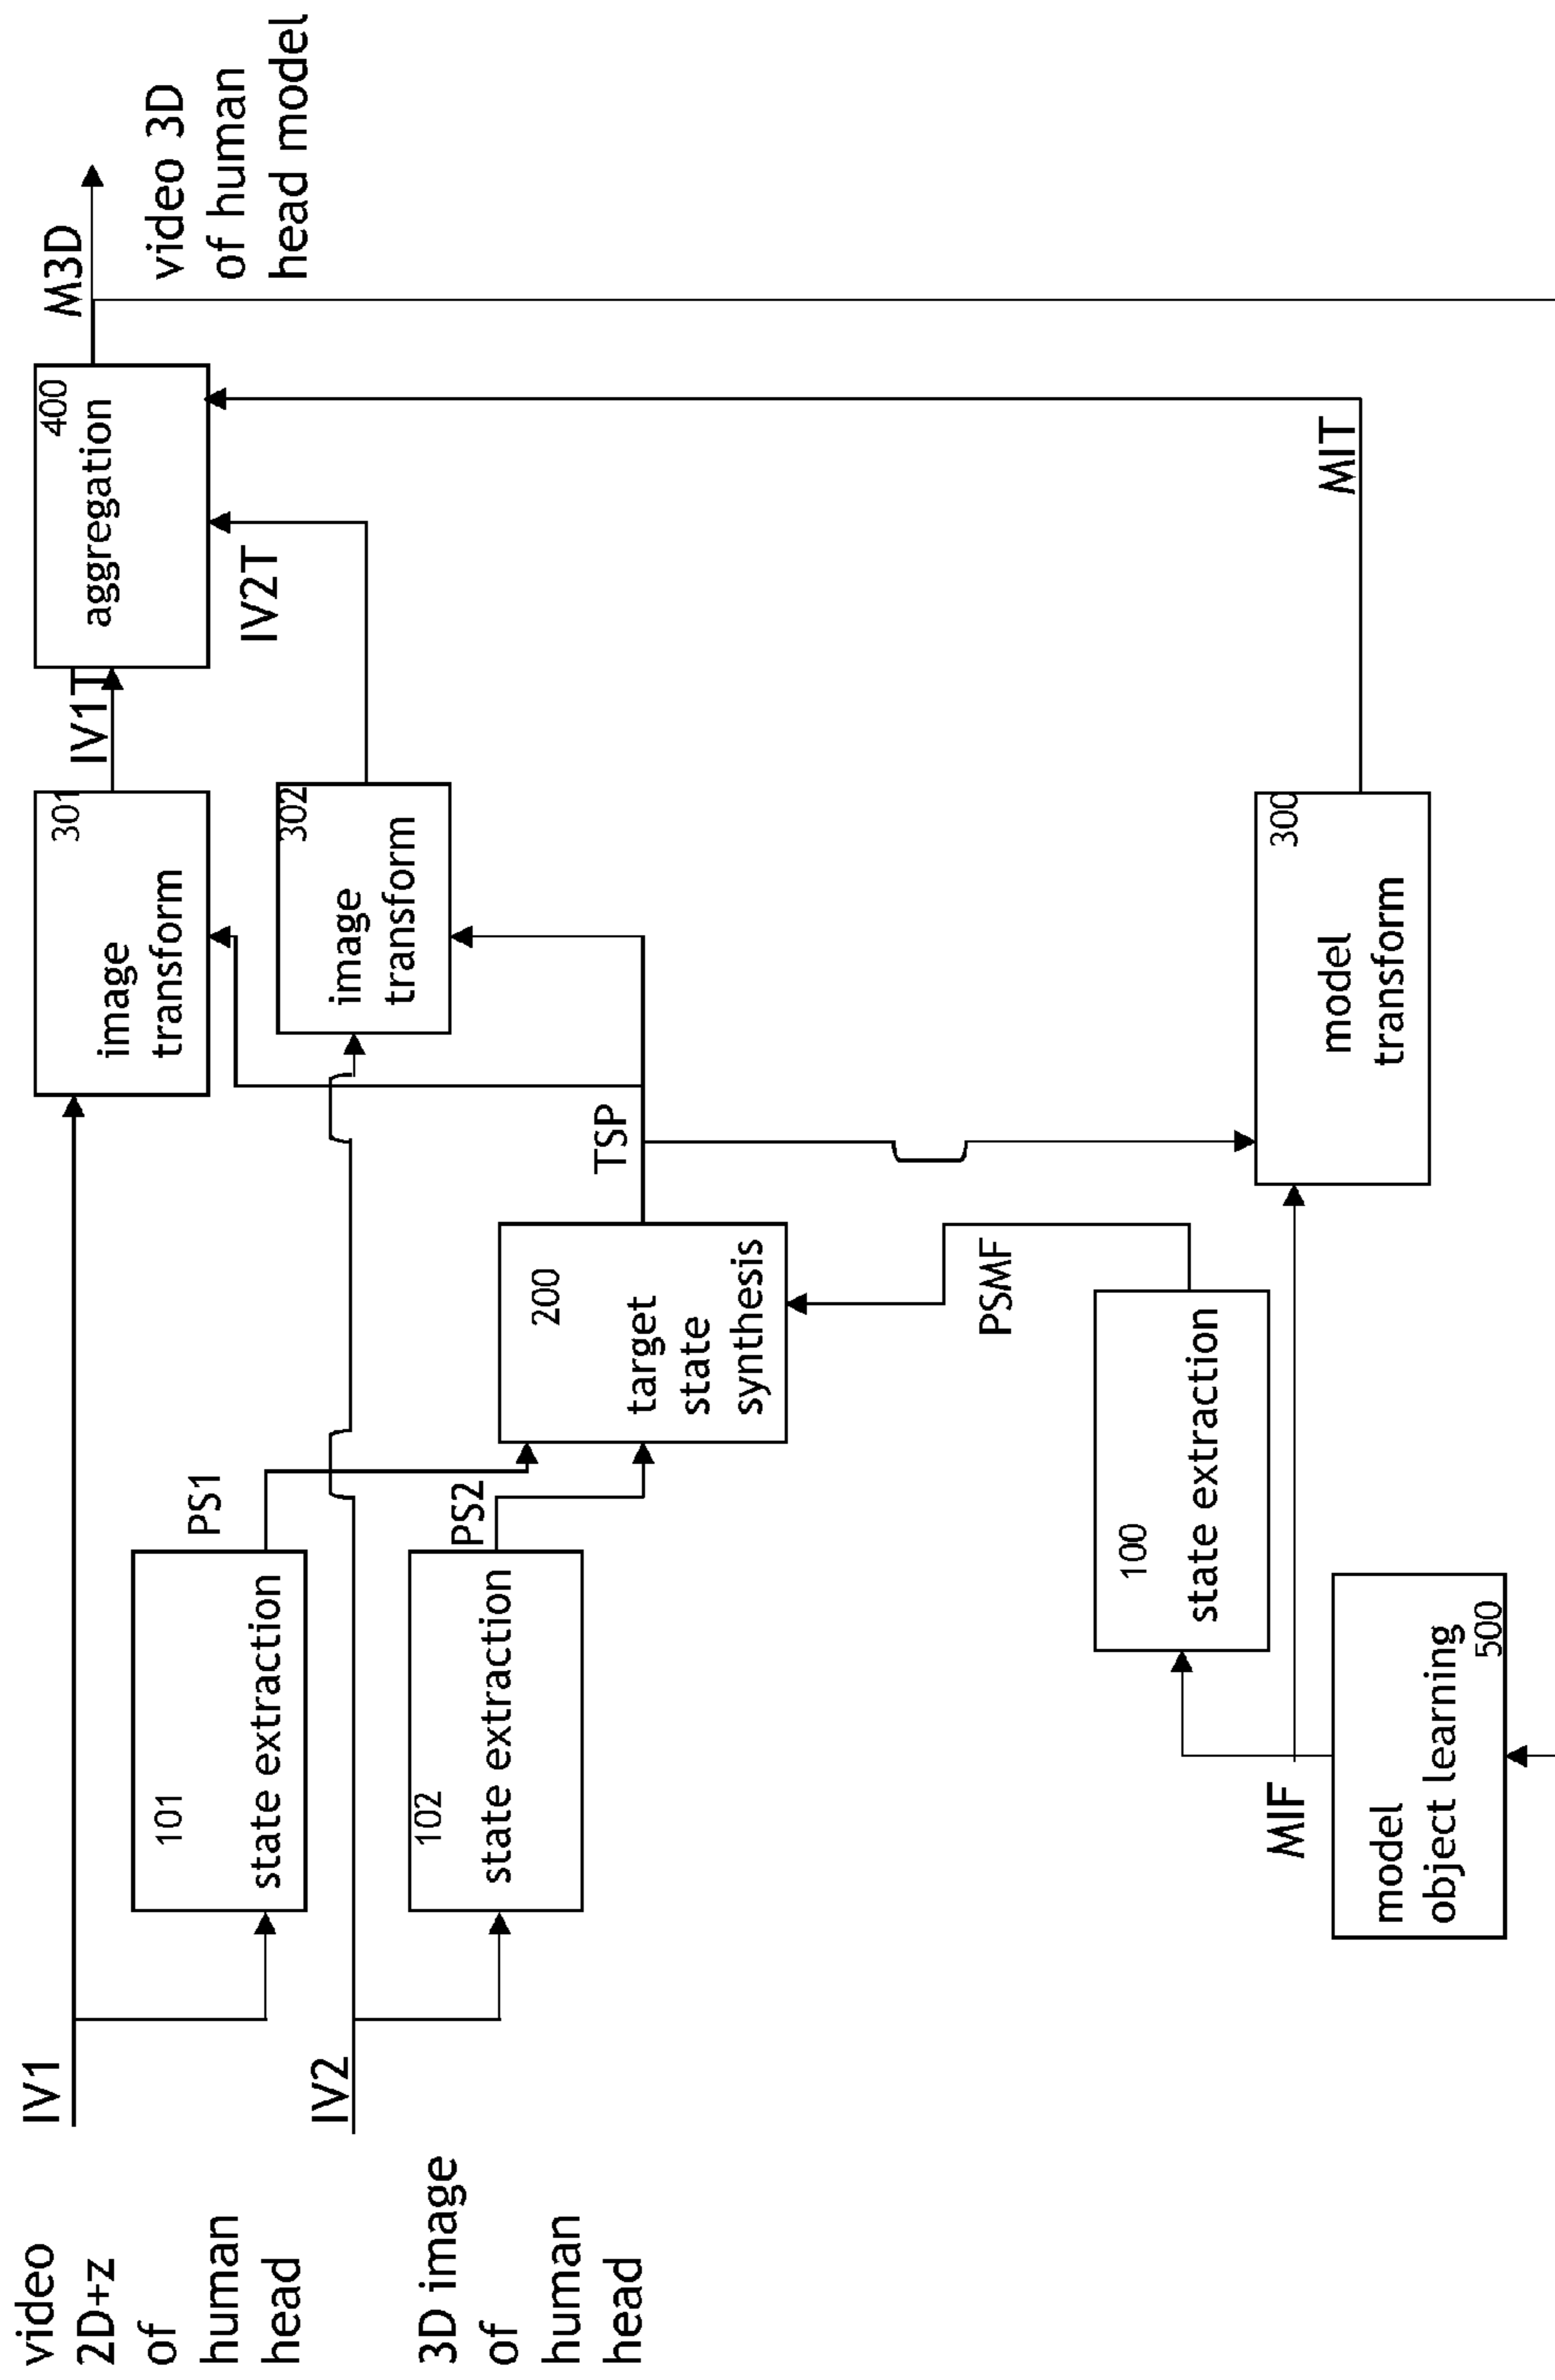 video
2D+z
of
human
head
IV1
3D image
of
human
head
IV2
101
state extraction
PS1
102
state extraction
PS2
200
target
state
synthesis
TSP
301
image
transform
IV1T
302
image
transform
IV2T
400
aggregation
M3D
video 3D
of human
head model
100
state extraction
PSMF
model
object learning
500
MIF
300
model
transform
MIT